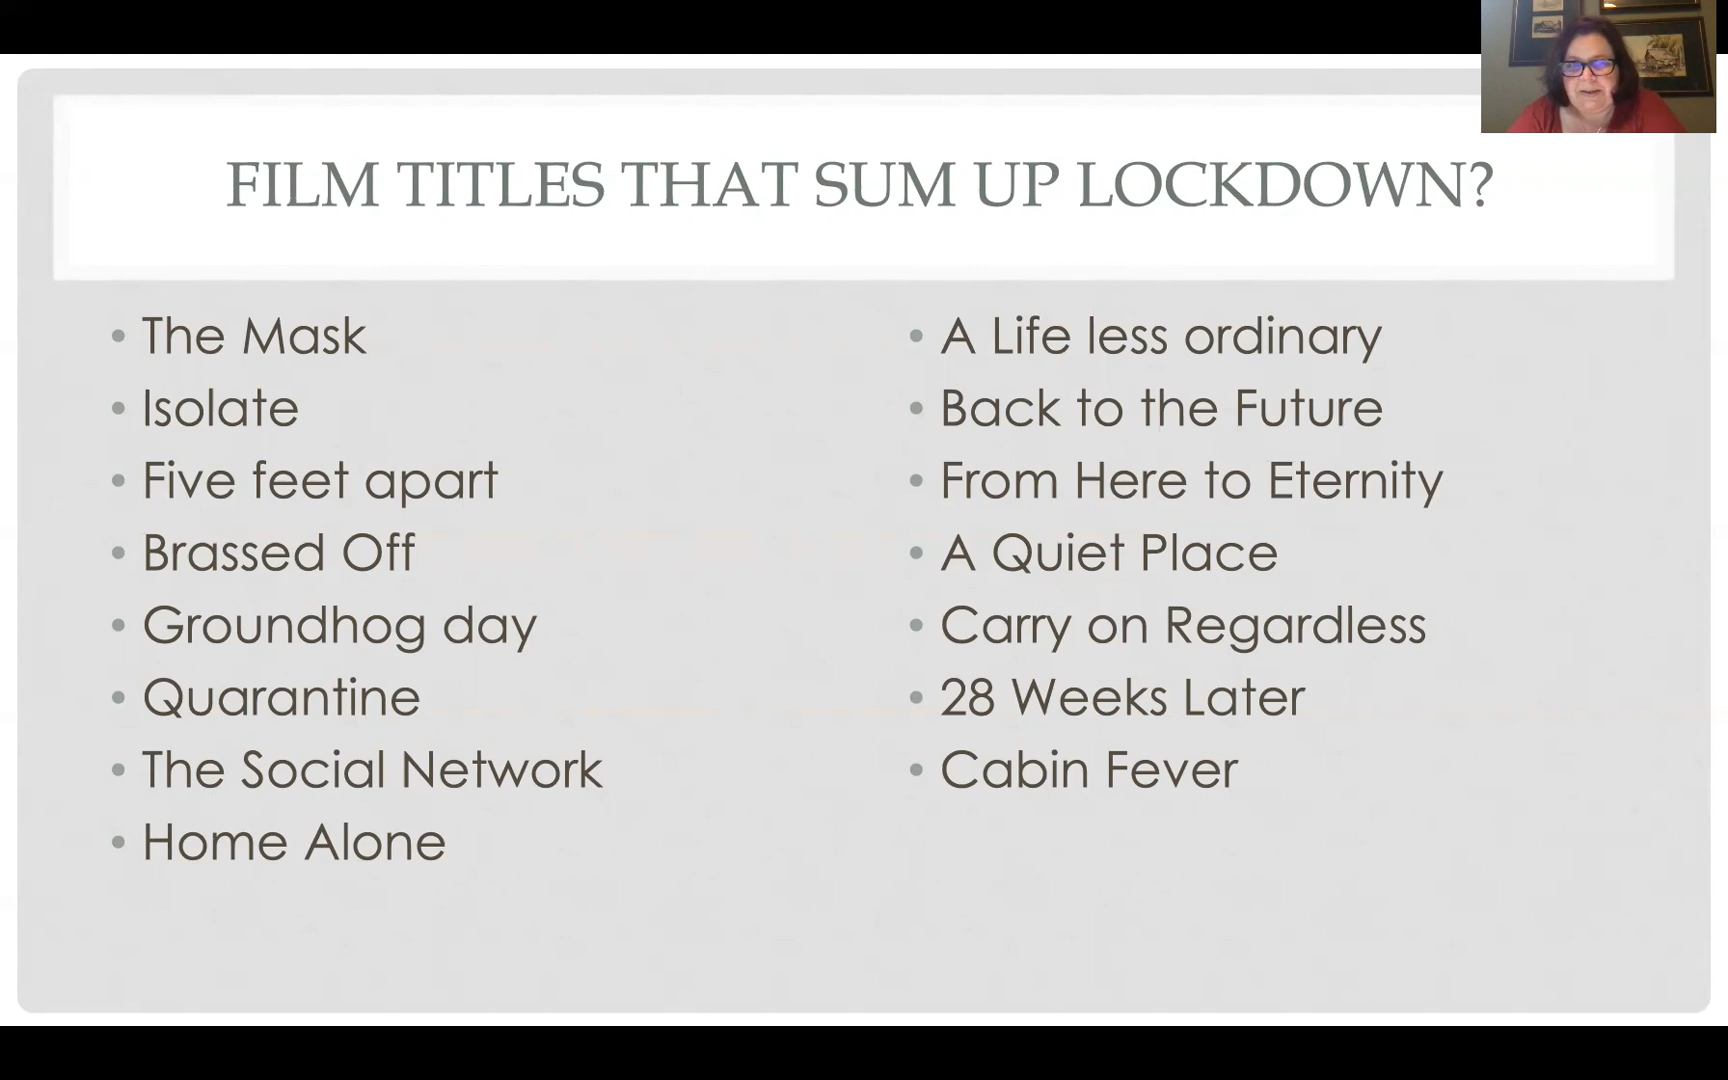 FILM TITLES THAT SUM UP LOCKDOWN?
• The Mask
• Isolate
• Five feet apart
• Brassed Off
• Groundhog day
• Quarantine
• The Social Network
• Home Alone
• A Life less ordinary
• Back to the Future
• From Here to Eternity
• A Quiet Place
• Carry on Regardless
• 28 Weeks Later
• Cabin Fever